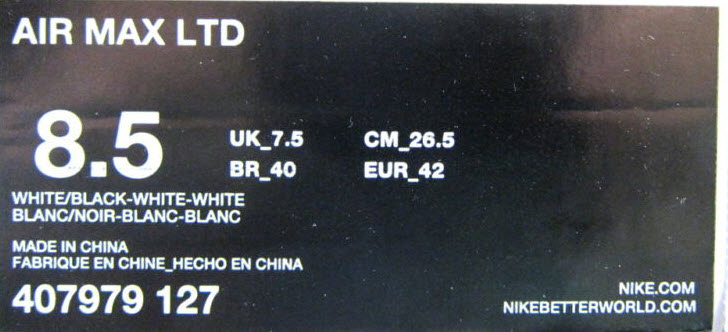 AIR MAX LTD
8.5
UK_7.5 CM_26.5
BR_40 EUR_42
WHITE/BLACK-WHITE-WHITE
BLANC/NOIR-BLANC-BLANC
MADE IN CHINA
FABRIQUE EN CHINE_HECHO EN CHINA
407979 127
NIKE.COM
NIKEBETTERWORLD.COM